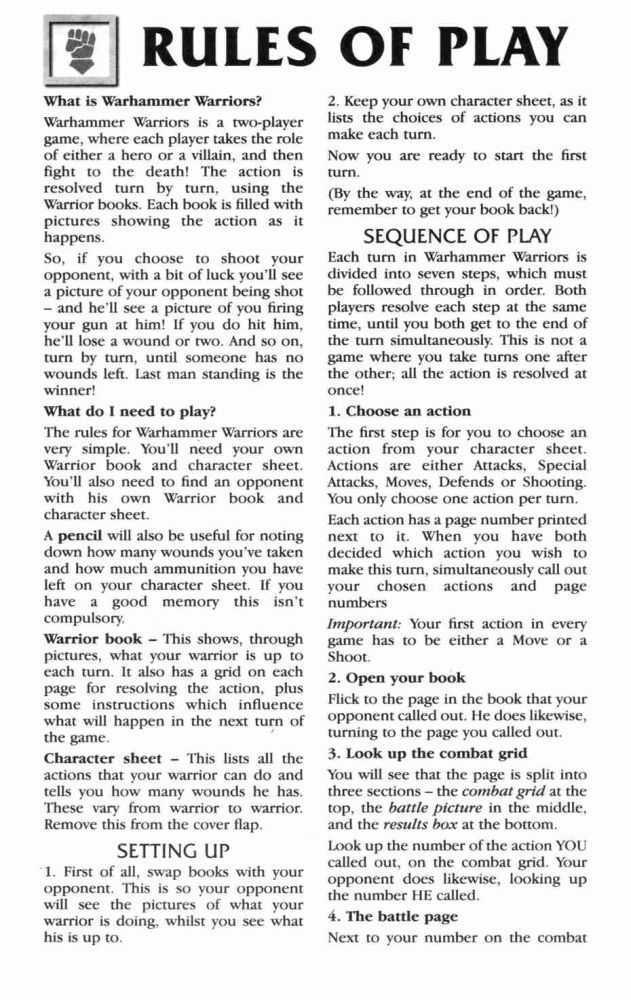 RULES OF PLAY
What is Warhammer Warriors?
Warhammer Warriors is a two-player
game, where each player takes the role
of either a hero or a villain, and then
fight to the death! The action is
resolved turn by turn, using the
Warrior books. Each book is filled with
pictures showing the action as it
happens.
So, if you choose to shoot your
opponent, with a bit of luck you'll see
a picture of your opponent being shot
– and he'll see a picture of you firing
your gun at him! If you do hit him,
he'll lose a wound or two. And so on,
turn by turn, until someone has no
wounds left. Last man standing is the
winner!
What do I need to play?
The rules for Warhammer Warriors are
very simple. You'll need your own
Warrior book and character sheet.
You'll also need to find an opponent
with his own Warrior book and
character sheet.
A pencil will also be useful for noting
down how many wounds you've taken
and how much ammunition you have
left on your character sheet. If you
have a good memory this isn't
compulsory.
Warrior book – This shows, through
pictures, what your warrior is up to
each turn. It also has a grid on each
page for resolving the action, plus
some instructions which influence
what will happen in the next turn of
the game.
Character sheet – This lists all the
actions that your warrior can do and
tells you how many wounds he has.
These vary from warrior to warrior.
Remove this from the cover flap.
SETTING UP
1. First of all, swap books with your
opponent. This is so your opponent
will see the pictures of what your
warrior is doing, whilst you see what
his is up to.
2. Keep your own character sheet, as it
lists the choices of actions you can
make each turn.
Now you are ready to start the first
turn.
(By the way, at the end of the game,
remember to get your book back!)
SEQUENCE OF PLAY
Each turn in Warhammer Warriors is
divided into seven steps, which must
be followed through in order. Both
players resolve each step at the same
time, until you both get to the end of
the turn simultaneously. This is not a
game where you take turns one after
the other; all the action is resolved at
once!
1. Choose an action
The first step is for you to choose an
action from your character sheet.
Actions are either Attacks, Special
Attacks, Moves, Defends or Shooting.
You only choose one action per turn.
Each action has a page number printed
next to it. When you have both
decided which action you wish to
make this turn, simultaneously call out
your chosen actions and page
numbers
Important: Your first action in every
game has to be either a Move or a
Shoot.
2. Open your book
Flick to the page in the book that your
opponent called out. He does likewise,
turning to the page you called out.
3. Look up the combat grid
You will see that the page is split into
three sections – the combat grid at the
top, the battle picture in the middle,
and the results box at the bottom.
Look up the number of the action YOU
called out, on the combat grid. Your
opponent does likewise, looking up
the number HE called.
4. The battle page
Next to your number on the combat